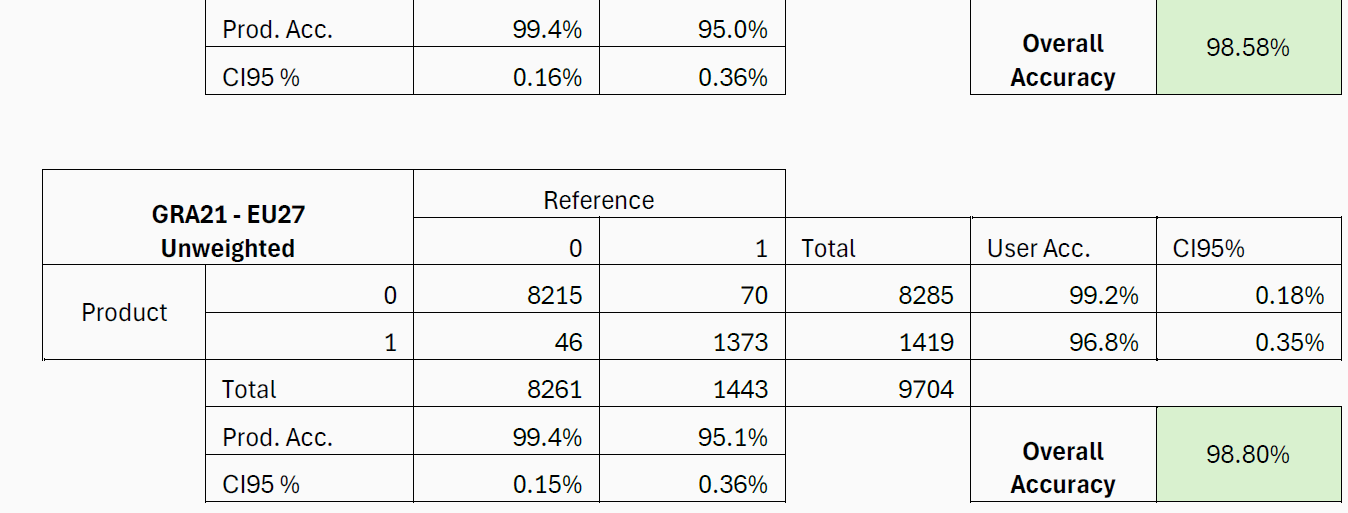 Prod. Acc. 99.4% 95.0%
Overall Accuracy 98.58%
CI95 % 0.16% 0.36%
GRA21 - EU27
Unweighted
Reference
0 1 Total User Acc. CI95%
Product
0 8215 70 8285 99.2% 0.18%
1 46 1373 1419 96.8% 0.35%
Total 8261 1443 9704
Prod. Acc. 99.4% 95.1%
Overall Accuracy 98.80%
CI95 % 0.15% 0.36%